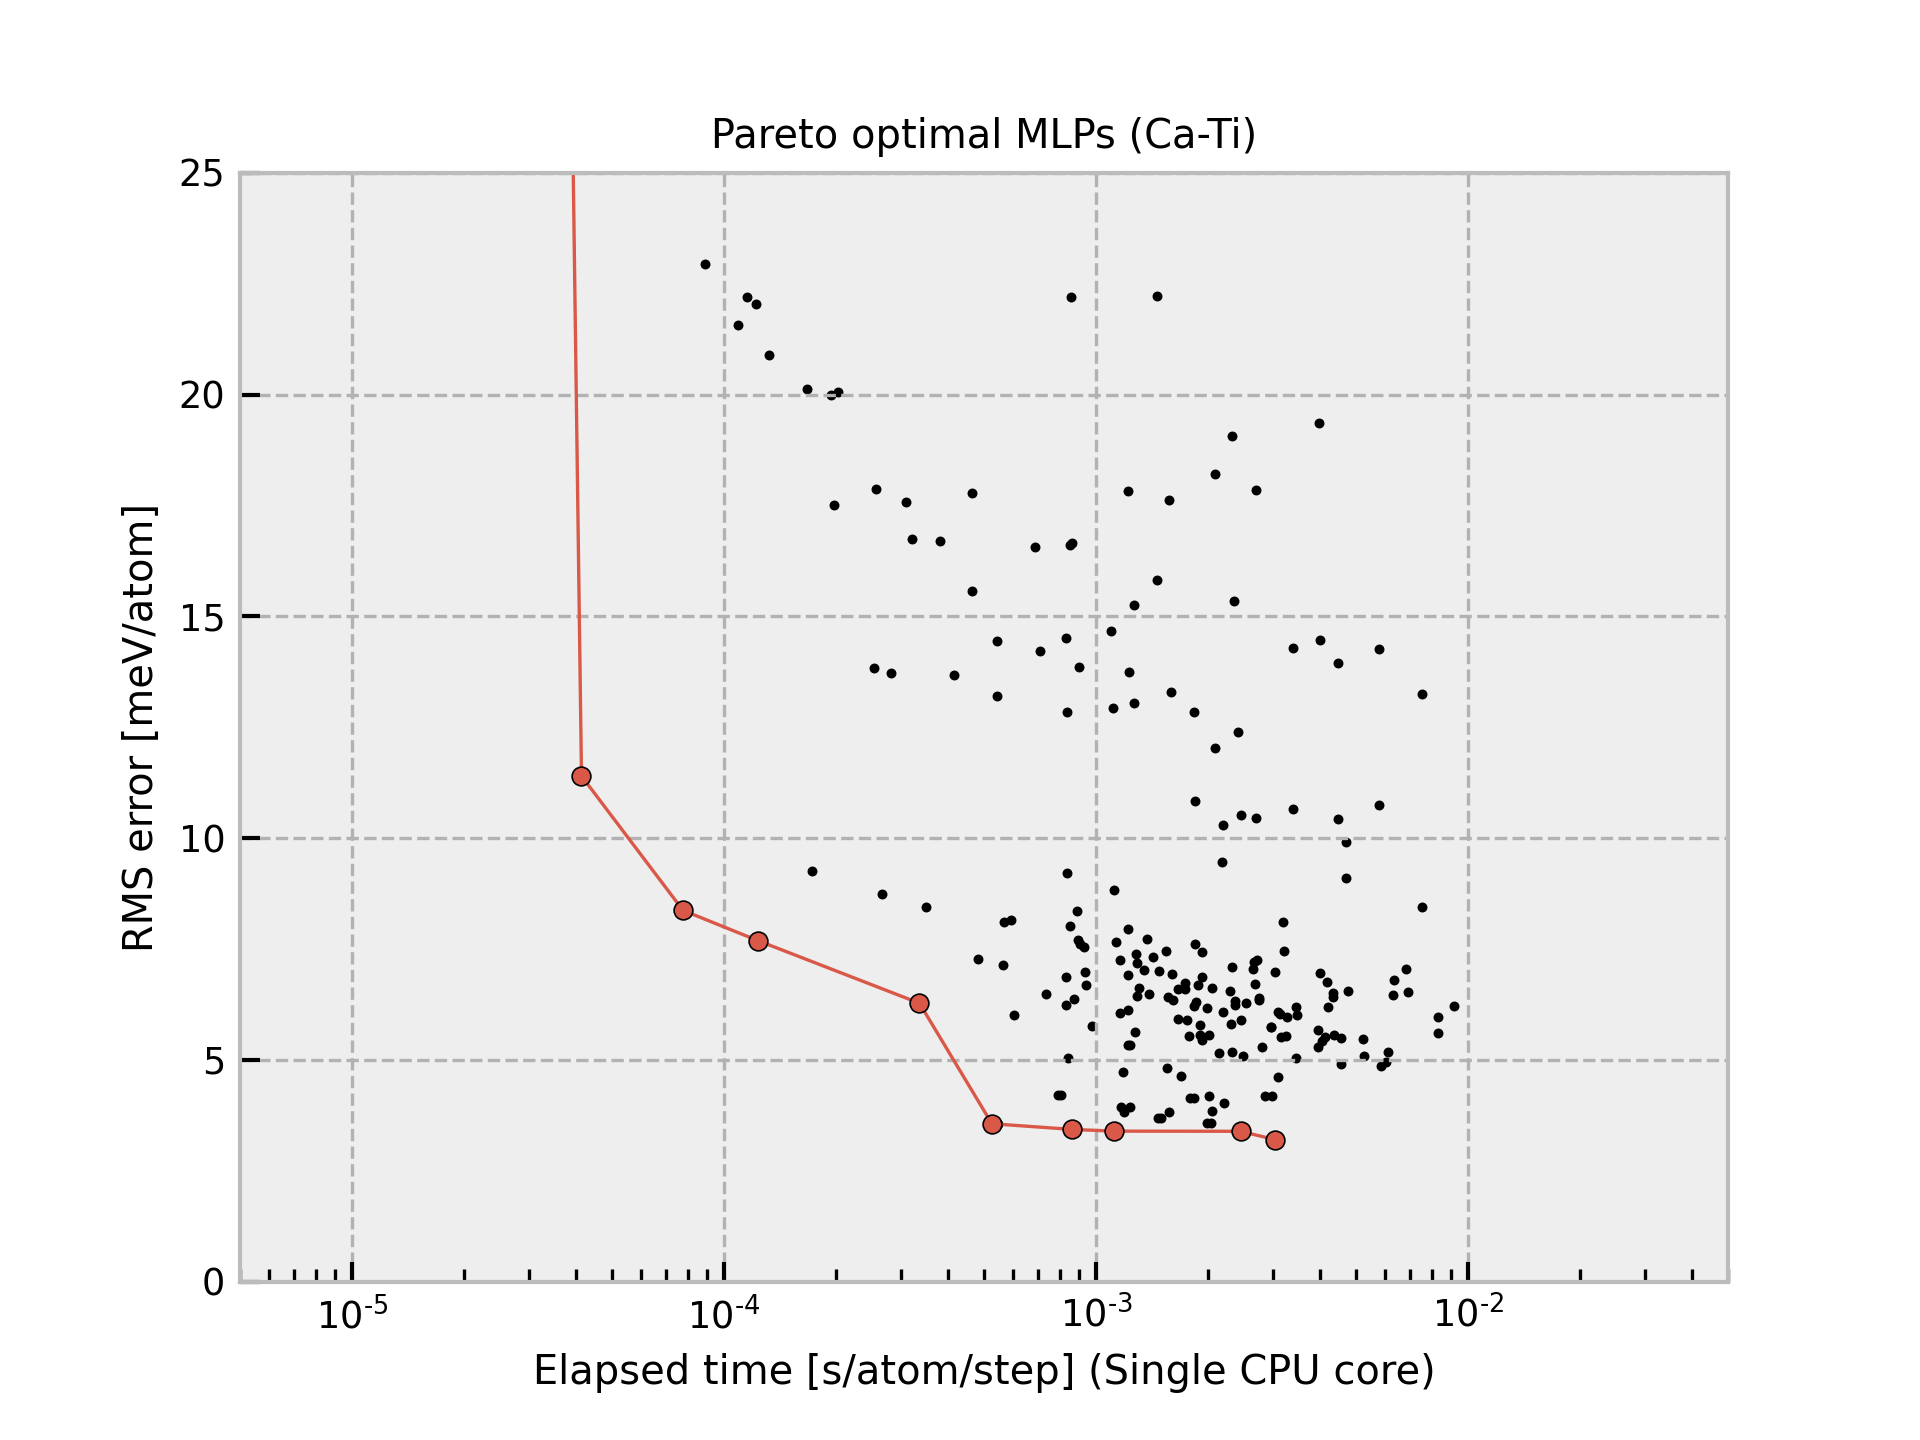 Pareto optimal MLPs (Ca-Ti)
RMS error [meV/atom]
25
20
15
10
5
0
10^-5 10^-4 10^-3 10^-2
Elapsed time [s/atom/step] (Single CPU core)